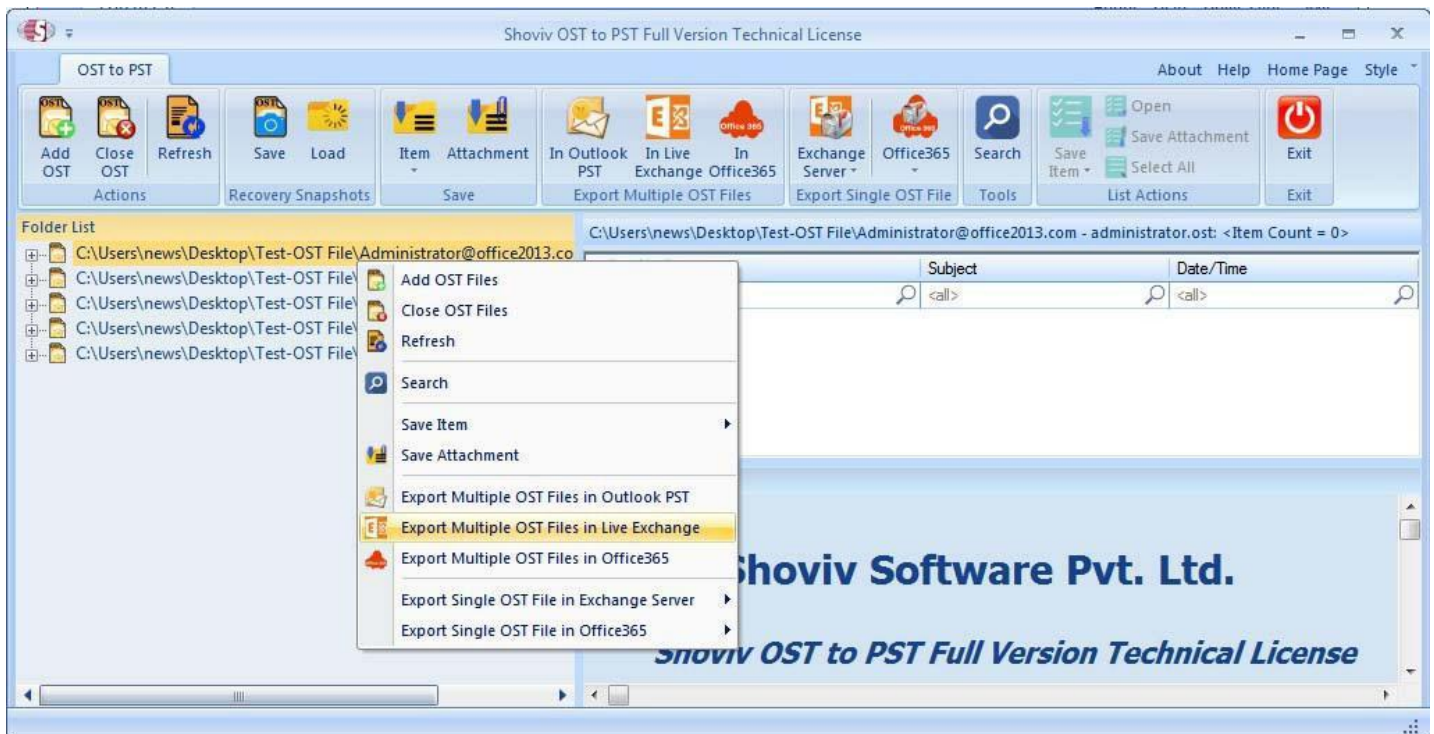 Shoviv OST to PST Full Version Technical License
OST to PST
About Help Home Page Style
Add OST
Close OST
Refresh
Actions
Save
Load
Recovery Snapshots
Item
Attachment
Save
In Outlook PST
In Live Exchange
In Office365
Export Multiple OST Files
Exchange Server
Office365
Export Single OST File
Search
Tools
Save Item
Open
Save Attachment
Select All
List Actions
Exit
Exit
Folder List
C:\Users\news\Desktop\Test-OST File\Administrator@office2013.co
C:\Users\news\Desktop\Test-OST File\
C:\Users\news\Desktop\Test-OST File\
C:\Users\news\Desktop\Test-OST File\
C:\Users\news\Desktop\Test-OST File\
C:\Users\news\Desktop\Test-OST File\Administrator@office2013.com - administrator.ost: <Item Count = 0>
Subject
Date/Time
<all>
<all>
Add OST Files
Close OST Files
Refresh
Search
Save Item
Save Attachment
Export Multiple OST Files in Outlook PST
Export Multiple OST Files in Live Exchange
Export Multiple OST Files in Office365
Export Single OST File in Exchange Server
Export Single OST File in Office365
Shoviv Software Pvt. Ltd.
Shoviv OST to PST Full Version Technical License